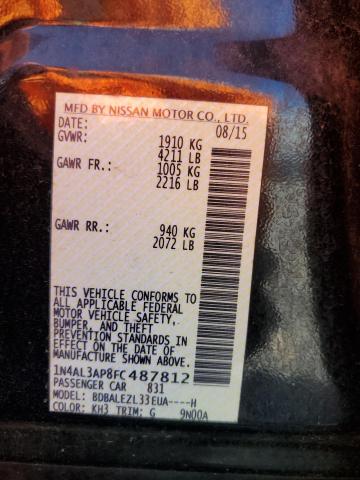 MFD BY NISSAN MOTOR CO., LTD.
DATE: 08/15
GVWR: 1910 KG
4211 LB
GAWR FR.: 1005 KG
2216 LB
GAWR RR.: 940 KG
2072 LB
THIS VEHICLE CONFORMS TO
ALL APPLICABLE FEDERAL
MOTOR VEHICLE SAFETY,
BUMPER, AND THEFT
PREVENTION STANDARDS IN
EFFECT ON THE DATE OF
MANUFACTURE SHOWN ABOVE.
1N4AL3AP8FC487812
PASSENGER CAR 831
MODEL: BDBALEZL33EUA----H
COLOR: KH3 TRIM: G 9N00A